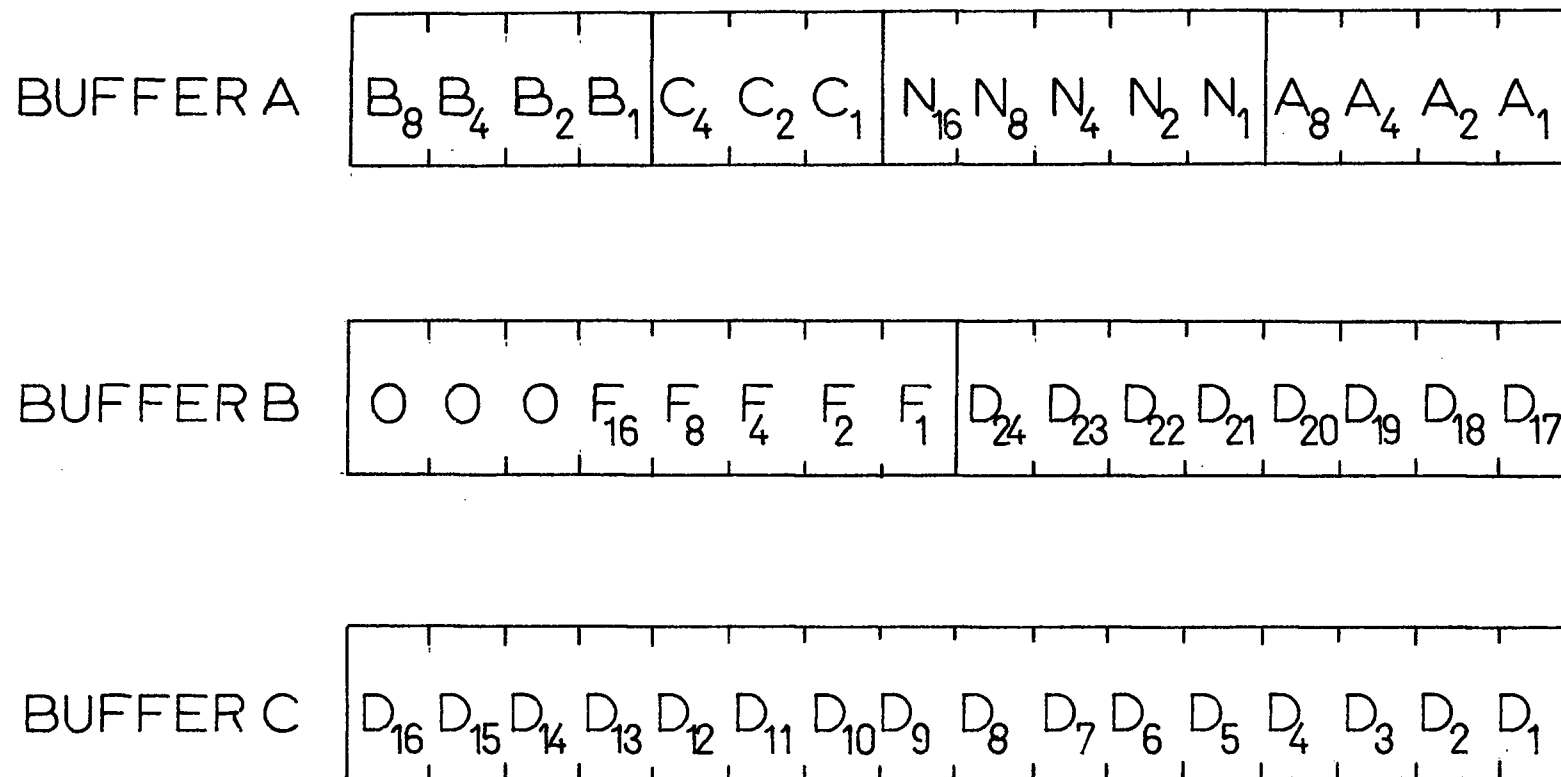 BUFFER A B₈ B₄ B₂ B₁ C₄ C₂ C₁ N₁₆ N₈ N₄ N₂ N₁ A₈ A₄ A₂ A₁
BUFFER B O O O F₁₆ F₈ F₄ F₂ F₁ D₂₄ D₂₃ D₂₂ D₂₁ D₂₀ D₁₉ D₁₈ D₁₇
BUFFER C D₁₆ D₁₅ D₁₄ D₁₃ D₁₂ D₁₁ D₁₀ D₉ D₈ D₇ D₆ D₅ D₄ D₃ D₂ D₁